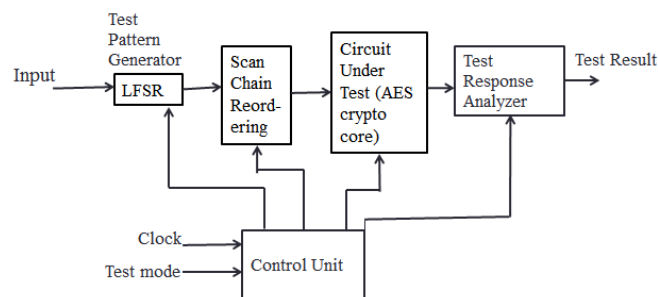 Test
Pattern
Generator
Input
LFSR
Scan
Chain
Reord-
ering
Circuit
Under
Test (AES
crypto
core)
Test
Response
Analyzer
Test Result
Clock
Test mode
Control Unit